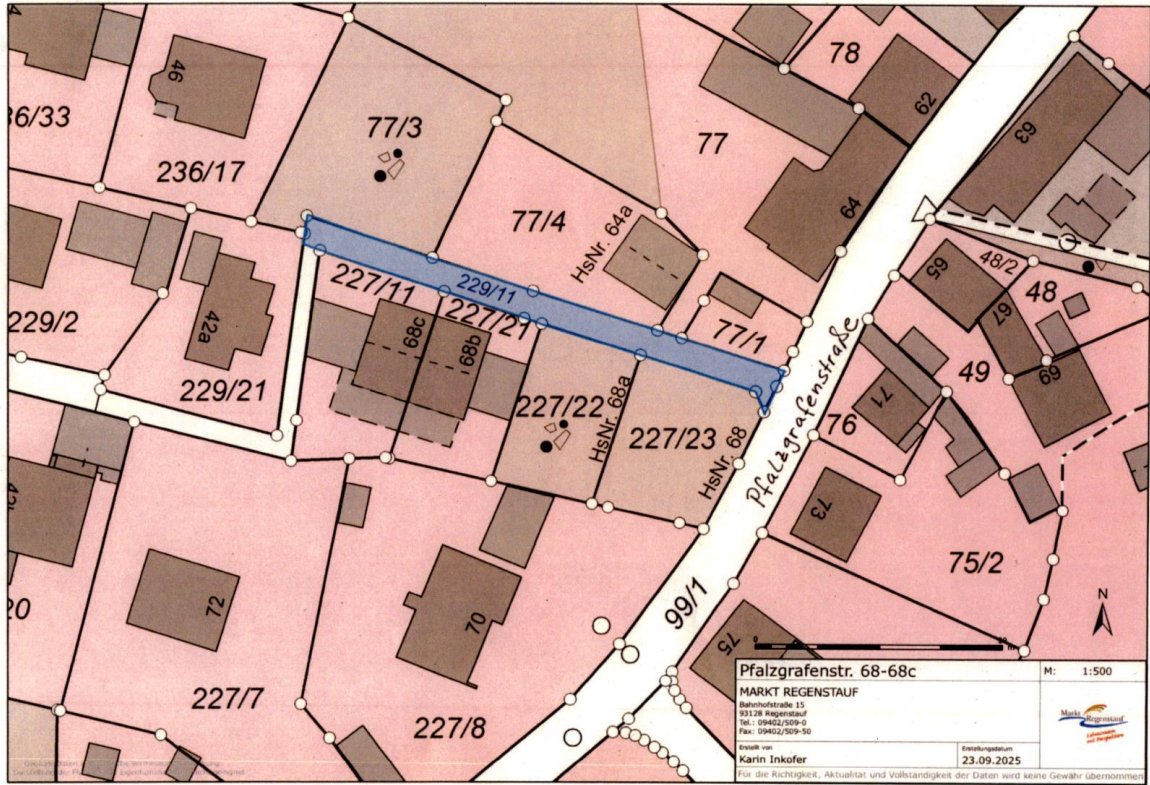 46
77/3
78
62
63
36/33
236/17
77
77/4
HsNr. 64a
64
227/11
229/11
227/21
77/1
65
48/2
48
67
69
229/2
42a
229/21
68c
68b
227/22
HsNr. 68a
227/23
HsNr. 68
Pfalzgrafenstraße
76
71
49
73
75/2
20
72
70
99/1
75
227/7
227/8
N
Pfalzgrafenstr. 68-68c
M: 1:500
MARKT REGENSTAUF
Bahnhofstraße 15
93128 Regenstauf
Tel.: 09402/509-0
Fax: 09402/509-50
Markt Regenstauf
Lebensraum
mit Perspektive
Erstellt von
Karin Inkofer
Erstellungsdatum
23.09.2025
Für die Richtigkeit, Aktualität und Vollständigkeit der Daten wird keine Gewähr übernommen